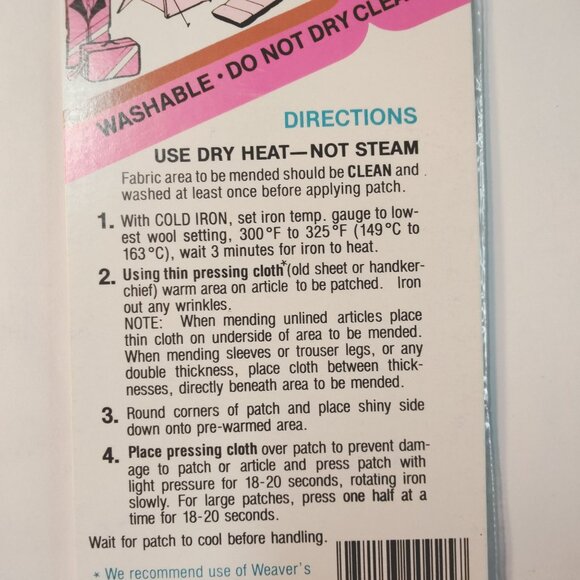 WASHABLE • DO NOT DRY CLEA
DIRECTIONS
USE DRY HEAT—NOT STEAM
Fabric area to be mended should be CLEAN and
washed at least once before applying patch.
1. With COLD IRON, set iron temp. gauge to low-
est wool setting, 300°F to 325°F (149°C to
163°C), wait 3 minutes for iron to heat.
2. Using thin pressing cloth* (old sheet or handker-
chief) warm area on article to be patched. Iron
out any wrinkles.
NOTE: When mending unlined articles place
thin cloth on underside of area to be mended.
When mending sleeves or trouser legs, or any
double thickness, place cloth between thick-
nesses, directly beneath area to be mended.
3. Round corners of patch and place shiny side
down onto pre-warmed area.
4. Place pressing cloth over patch to prevent dam-
age to patch or article and press patch with
light pressure for 18-20 seconds, rotating iron
slowly. For large patches, press one half at a
time for 18-20 seconds.
Wait for patch to cool before handling.
* We recommend use of Weaver's